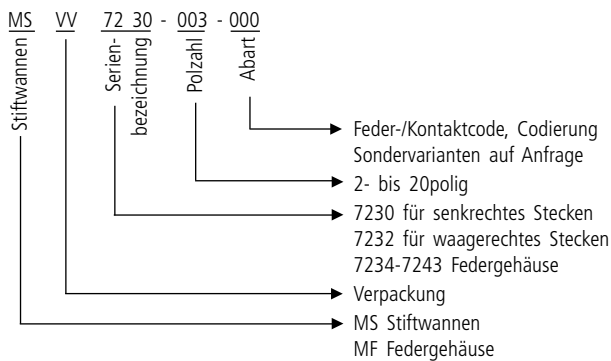 MS VV 72 30 - 003 - 000
Stiftwannen
Serien-
bezeichnung
Polzahl
Abart
Feder-/Kontaktcode, Codierung
Sondervarianten auf Anfrage
2- bis 20polig
7230 für senkrechtes Stecken
7232 für waagerechtes Stecken
7234-7243 Federgehäuse
Verpackung
MS Stiftwannen
MF Federgehäuse